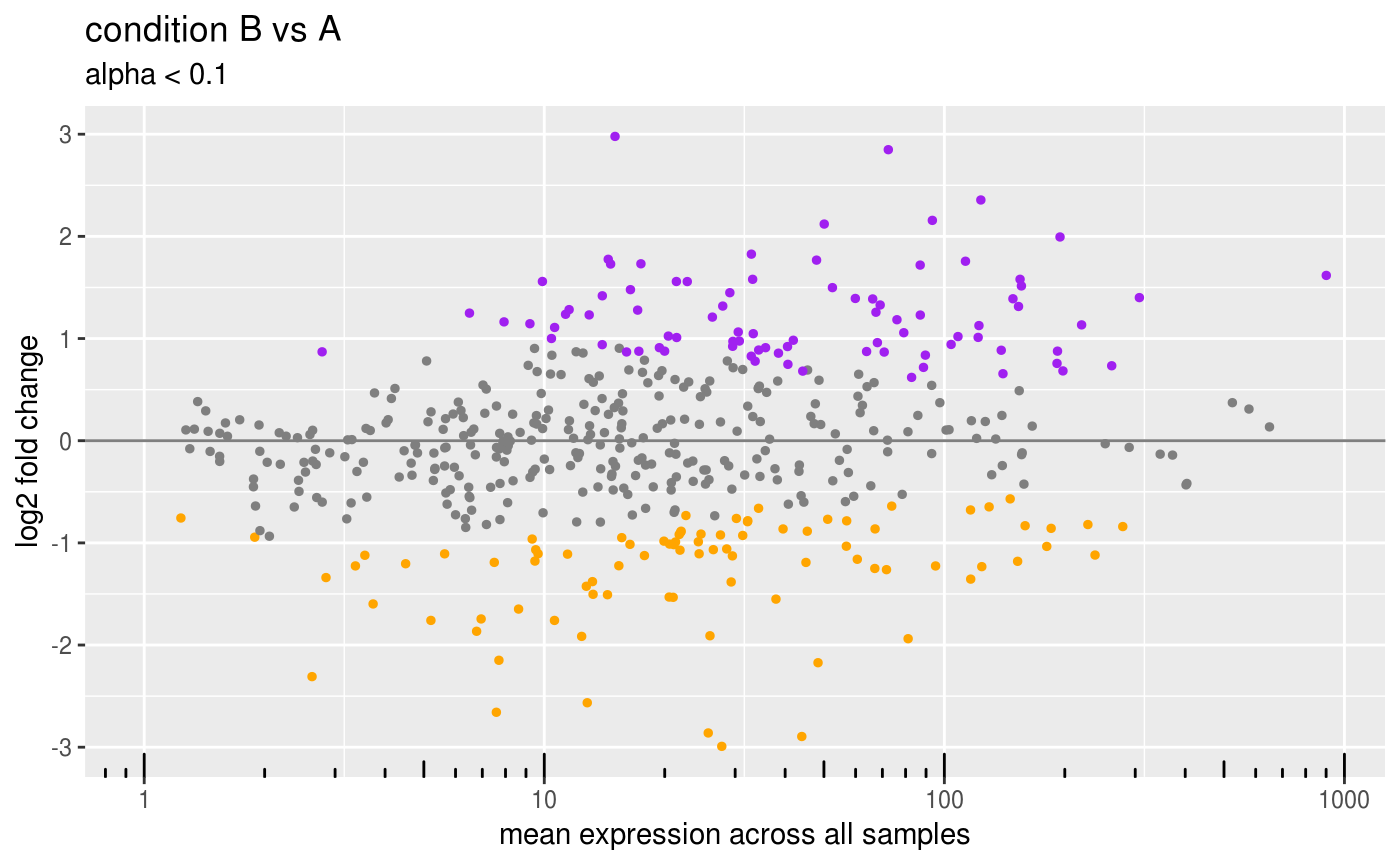 condition B vs A
alpha < 0.1
log2 fold change
3
2
1
0
-1
-2
-3
1 10 100 1000
mean expression across all samples